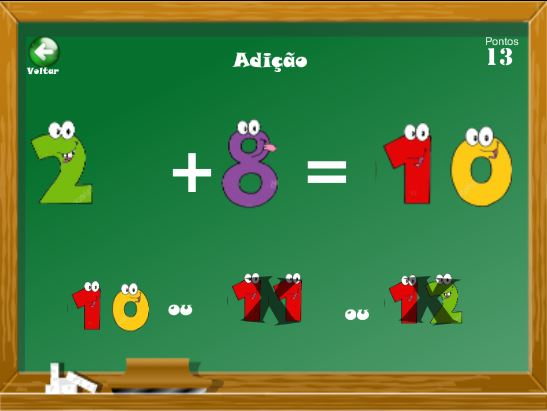 Voltar
Adição
Pontos
13
2 + 8 = 10
10 ou 11 ou 12